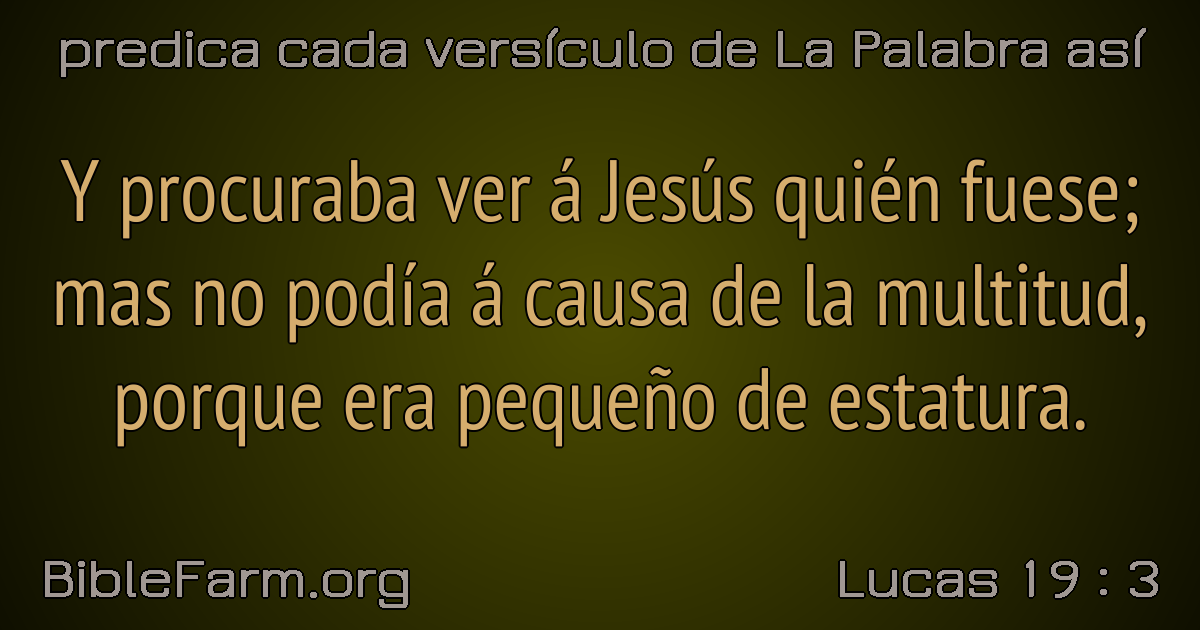 predica cada versículo de La Palabra así
Y procuraba ver á Jesús quién fuese;
mas no podía á causa de la multitud,
porque era pequeño de estatura.
BibleFarm.org
Lucas 19 : 3